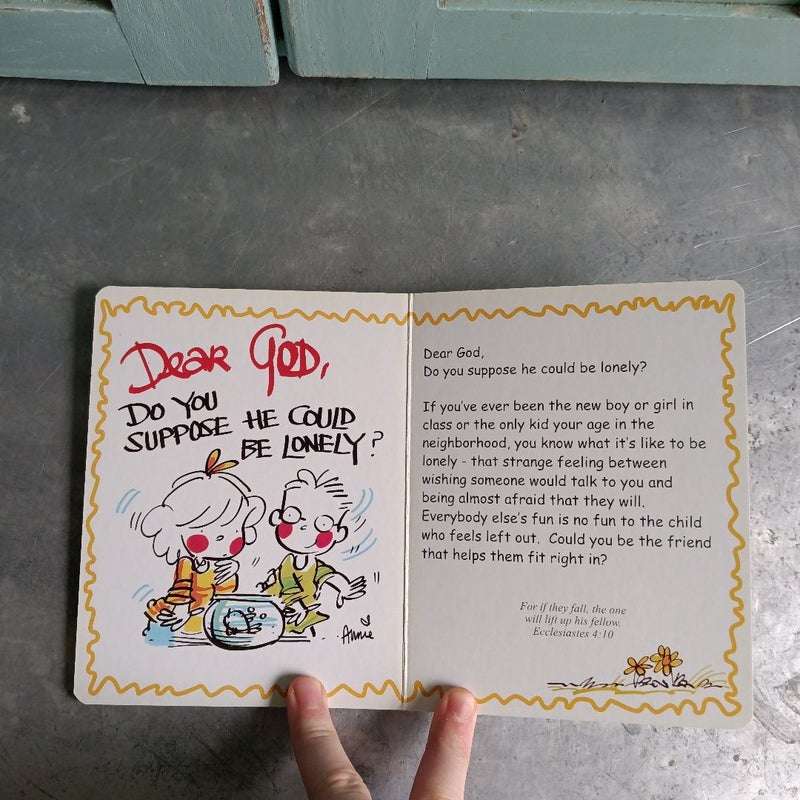 Dear God,
DO YOU
SUPPOSE HE COULD
BE LONELY?
Annie
Dear God,
Do you suppose he could be lonely?
If you've ever been the new boy or girl in
class or the only kid your age in the
neighborhood, you know what it's like to be
lonely - that strange feeling between
wishing someone would talk to you and
being almost afraid that they will.
Everybody else's fun is no fun to the child
who feels left out. Could you be the friend
that helps them fit right in?
For if they fall, the one
will lift up his fellow.
Ecclesiastes 4:10